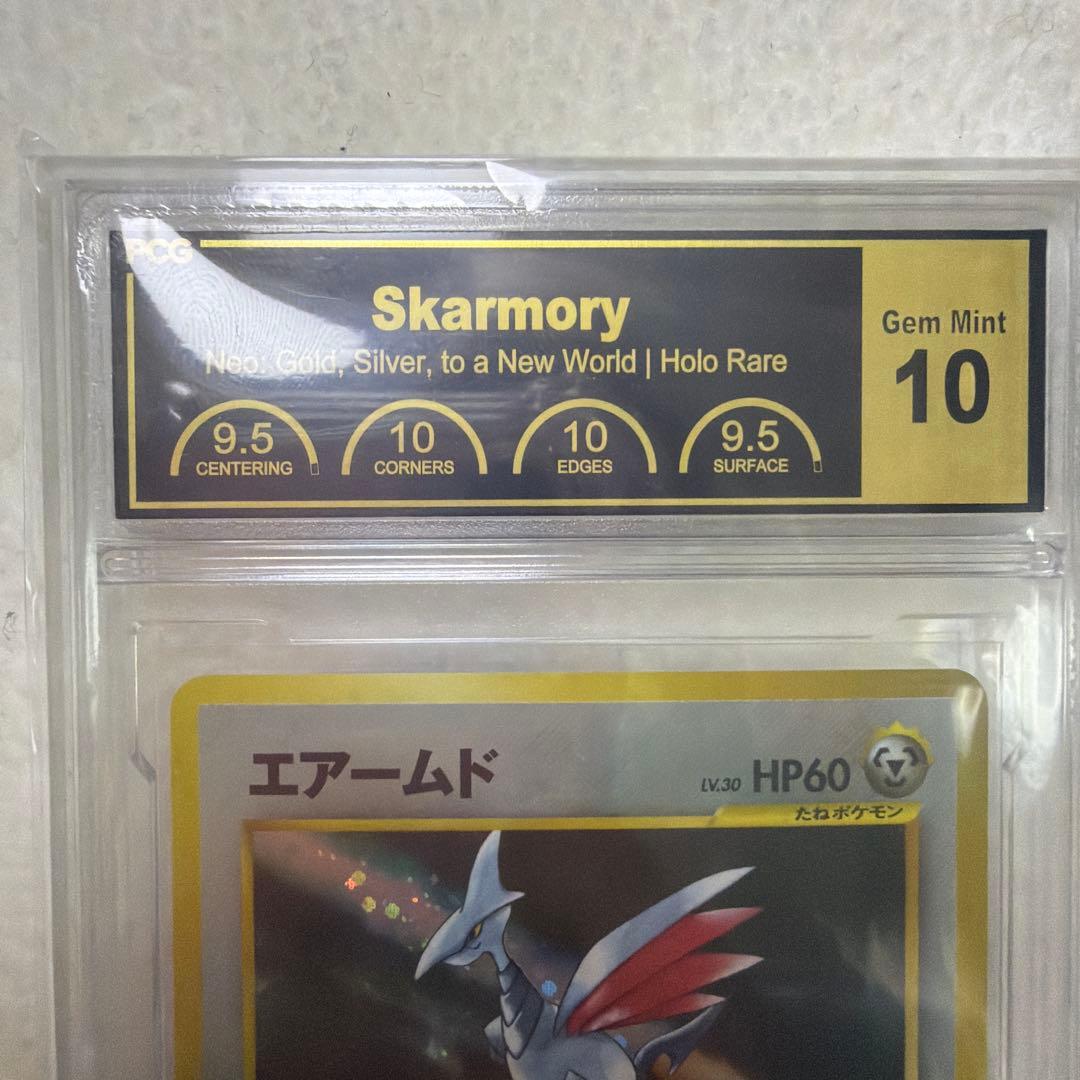 PCG
Skarmory
Neo: Gold, Silver, to a New World | Holo Rare
9.5
CENTERING
10
CORNERS
10
EDGES
9.5
SURFACE
Gem Mint
10
エアームド
LV.30 HP60
たねポケモン